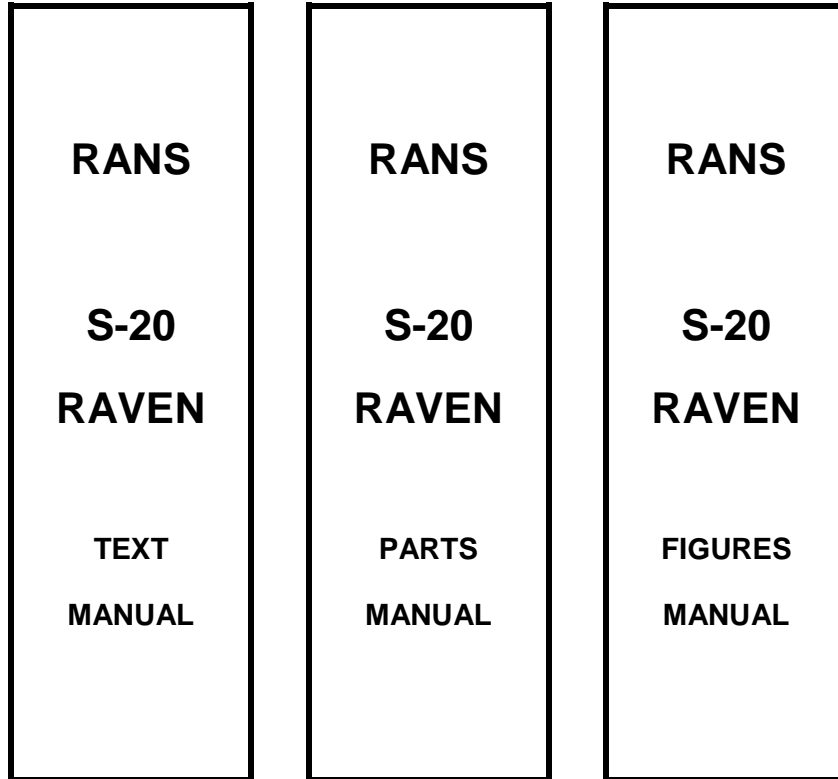 RANS
S-20
RAVEN
TEXT
MANUAL
RANS
S-20
RAVEN
PARTS
MANUAL
RANS
S-20
RAVEN
FIGURES
MANUAL